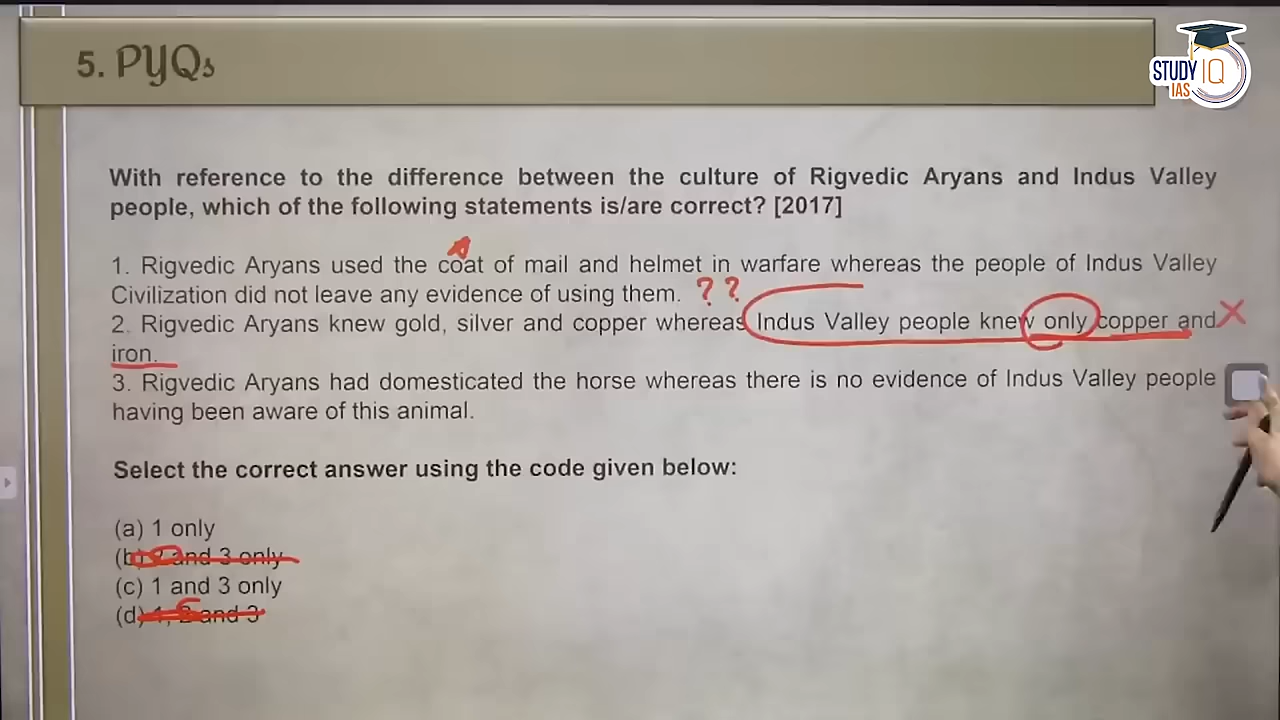 5. PYQs
STUDY IQ
IAS
With reference to the difference between the culture of Rigvedic Aryans and Indus Valley
people, which of the following statements is/are correct? [2017]
1. Rigvedic Aryans used the coat of mail and helmet in warfare whereas the people of Indus Valley
Civilization did not leave any evidence of using them. ??
2. Rigvedic Aryans knew gold, silver and copper whereas Indus Valley people knew only copper and
iron.
3. Rigvedic Aryans had domesticated the horse whereas there is no evidence of Indus Valley people
having been aware of this animal.
Select the correct answer using the code given below:
(a) 1 only
(b) 2 and 3 only
(c) 1 and 3 only
(d) 1, 2 and 3